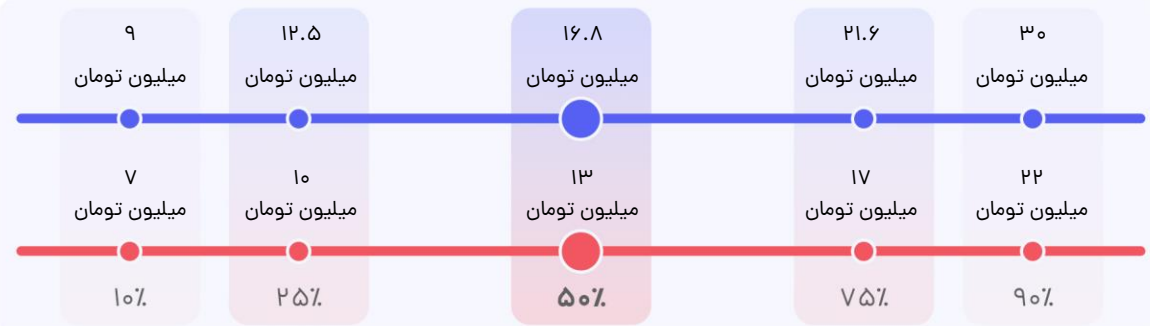 ۹ ۱۲.۵ ۱۶.۸ ۲۱.۶ ۳۰
میلیون تومان میلیون تومان میلیون تومان میلیون تومان میلیون تومان
۷ ۱۰ ۱۳ ۱۷ ۲۲
میلیون تومان میلیون تومان میلیون تومان میلیون تومان میلیون تومان
۱۰٪ ۲۵٪ ۵۰٪ ۷۵٪ ۹۰٪